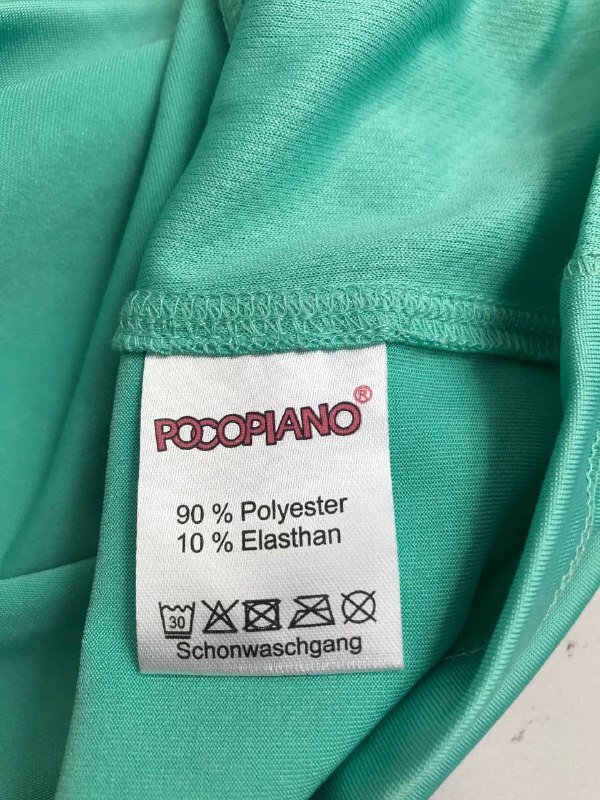 POCOPIANO®
90 % Polyester
10 % Elasthan
30
Schonwaschgang